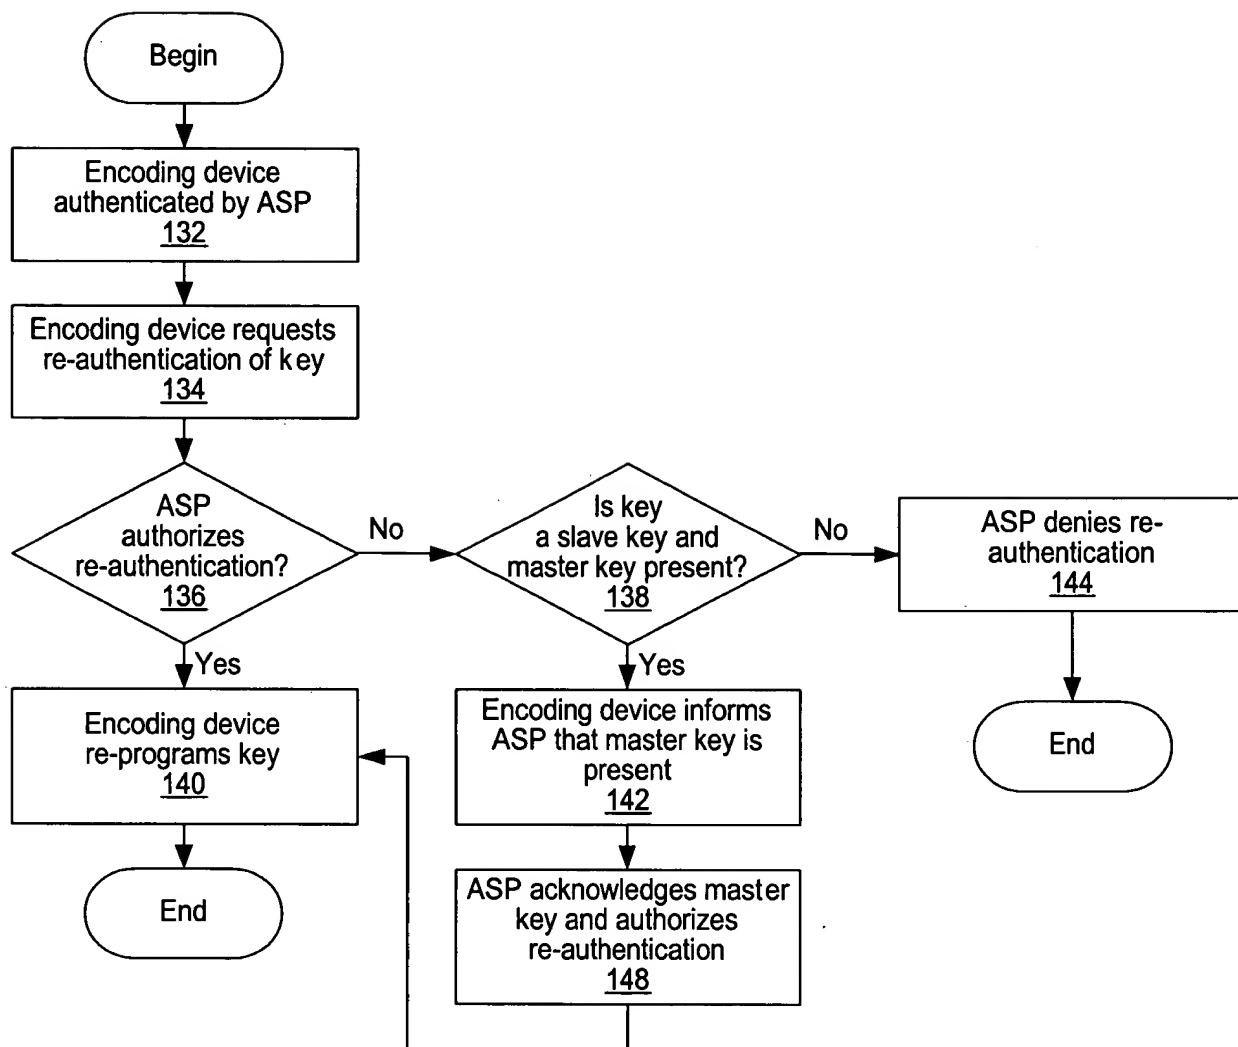 Begin
Encoding device
authenticated by ASP
132
Encoding device requests
re-authentication of key
134
ASP
authorizes
re-authentication?
136
No
Is key
a slave key and
master key present?
138
No
ASP denies re-
authentication
144
Yes
Yes
Encoding device
re-programs key
140
Encoding device informs
ASP that master key is
present
142
End
End
ASP acknowledges master
key and authorizes
re-authentication
148